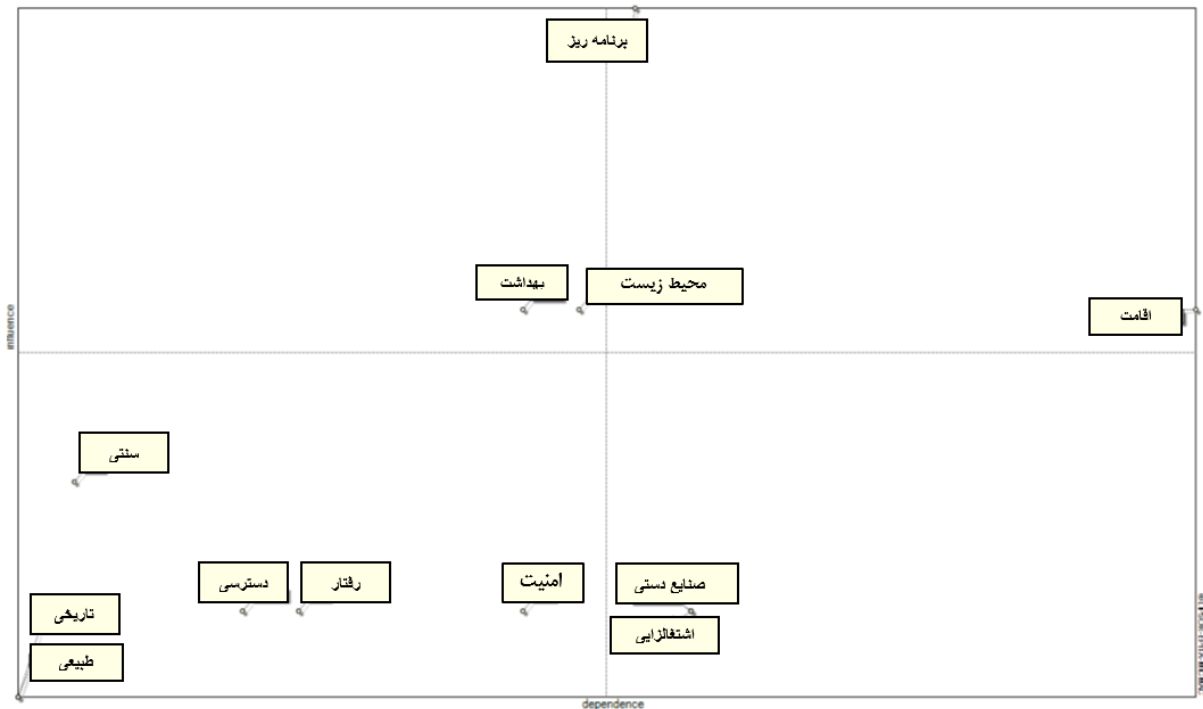 برنامه ریز
بهداشت
محیط زیست
اقامت
influence
سنتی
دسترسی
رفتار
امنیت
صنایع دستی
تاریخی
اشتغالزایی
طبیعی
dependence